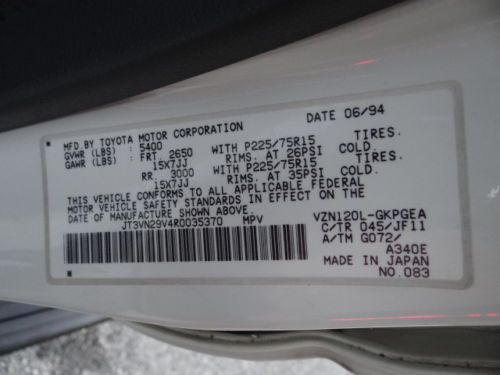 DATE 06/94
MFD BY TOYOTA MOTOR CORPORATION
GVWR (LBS) : 5400
GAWR (LBS) : FRT. 2650 WITH P225/75R15 TIRES.
15X7JJ RIMS. AT 26PSI COLD.
RR. 3000 WITH P225/75R15 TIRES.
15X7JJ RIMS. AT 35PSI COLD.
THIS VEHICLE CONFORMS TO ALL APPLICABLE FEDERAL
MOTOR VEHICLE SAFETY STANDARDS IN EFFECT ON THE
DATE OF MANUFACTURE SHOWN ABOVE.
JT3VN29V4R0035370 MPV
VZN120L-GKPGEA
C/TR 045/JF11
A/TM G072/
A340E
MADE IN JAPAN
NO.083